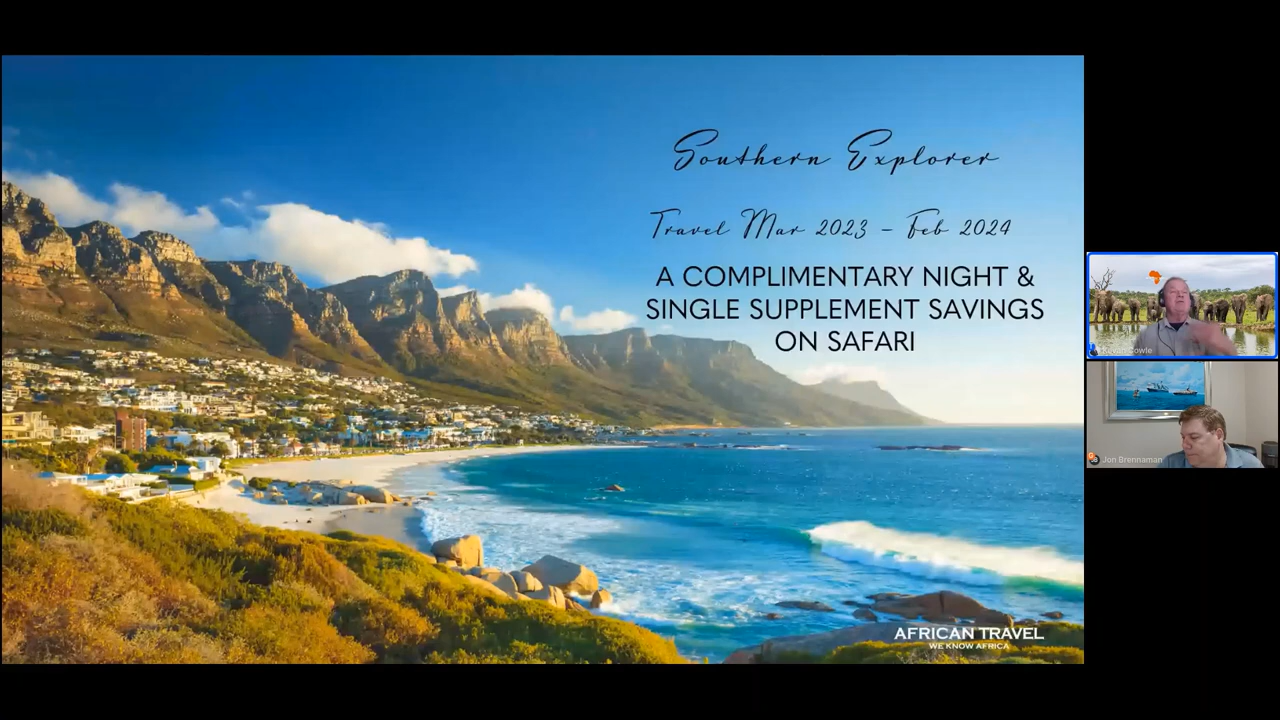 Southern Explorer
Travel Mar 2023 – Feb 2024
A COMPLIMENTARY NIGHT &
SINGLE SUPPLEMENT SAVINGS
ON SAFARI
AFRICAN TRAVEL
WE KNOW AFRICA
Cowle
Jon Brennaman